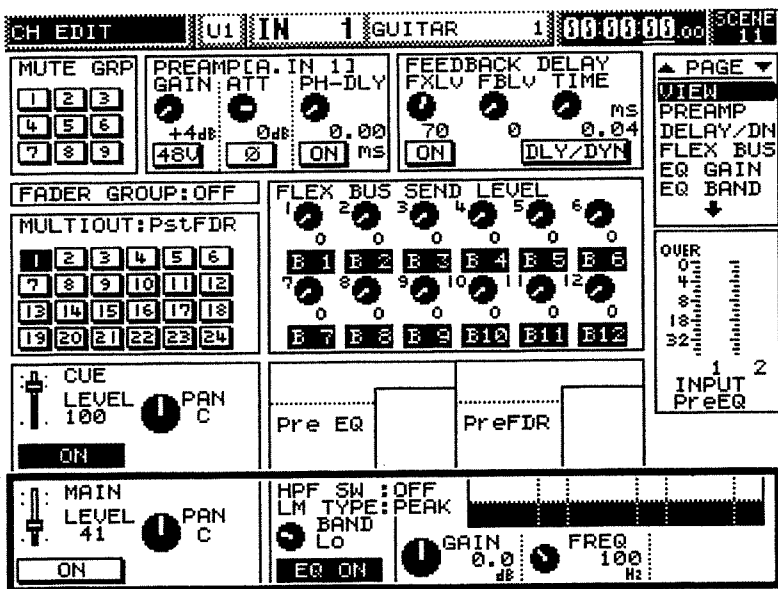 CH EDIT U1 IN 1 GUITAR 1 00:00:00.00 SCENE 11
MUTE GRP
1 2 3
4 5 6
7 8 9
PREAMP[A.IN 1]
GAIN ATT PH-DLY
+4dB 0dB 0.00
48V Ø ON ms
FEEDBACK DELAY
FXLV FBLV TIME
ms
70 0 0.04
ON DLY/DYN
PAGE
VIEW
PREAMP
DELAY/DN
FLEX BUS
EQ GAIN
EQ BAND
FADER GROUP:OFF
MULTIOUT:PstFDR
1 2 3 4 5 6
7 8 9 10 11 12
13 14 15 16 17 18
19 20 21 22 23 24
FLEX BUS SEND LEVEL
1 2 3 4 5 6
0 0 0 0 0 0
B 1 B 2 B 3 B 4 B 5 B 6
7 8 9 10 11 12
0 0 0 0 0 0
B 7 B 8 B 9 B10 B11 B12
OVER
0
4
8
18
32
1 2
INPUT
PreEQ
CUE
LEVEL PAN
100 C
ON
Pre EQ
PreFDR
MAIN
LEVEL PAN
41 C
ON
HPF SW :OFF
LM TYPE:PEAK
BAND
Lo
EQ ON
GAIN
0.0
dB
FREQ
100
Hz